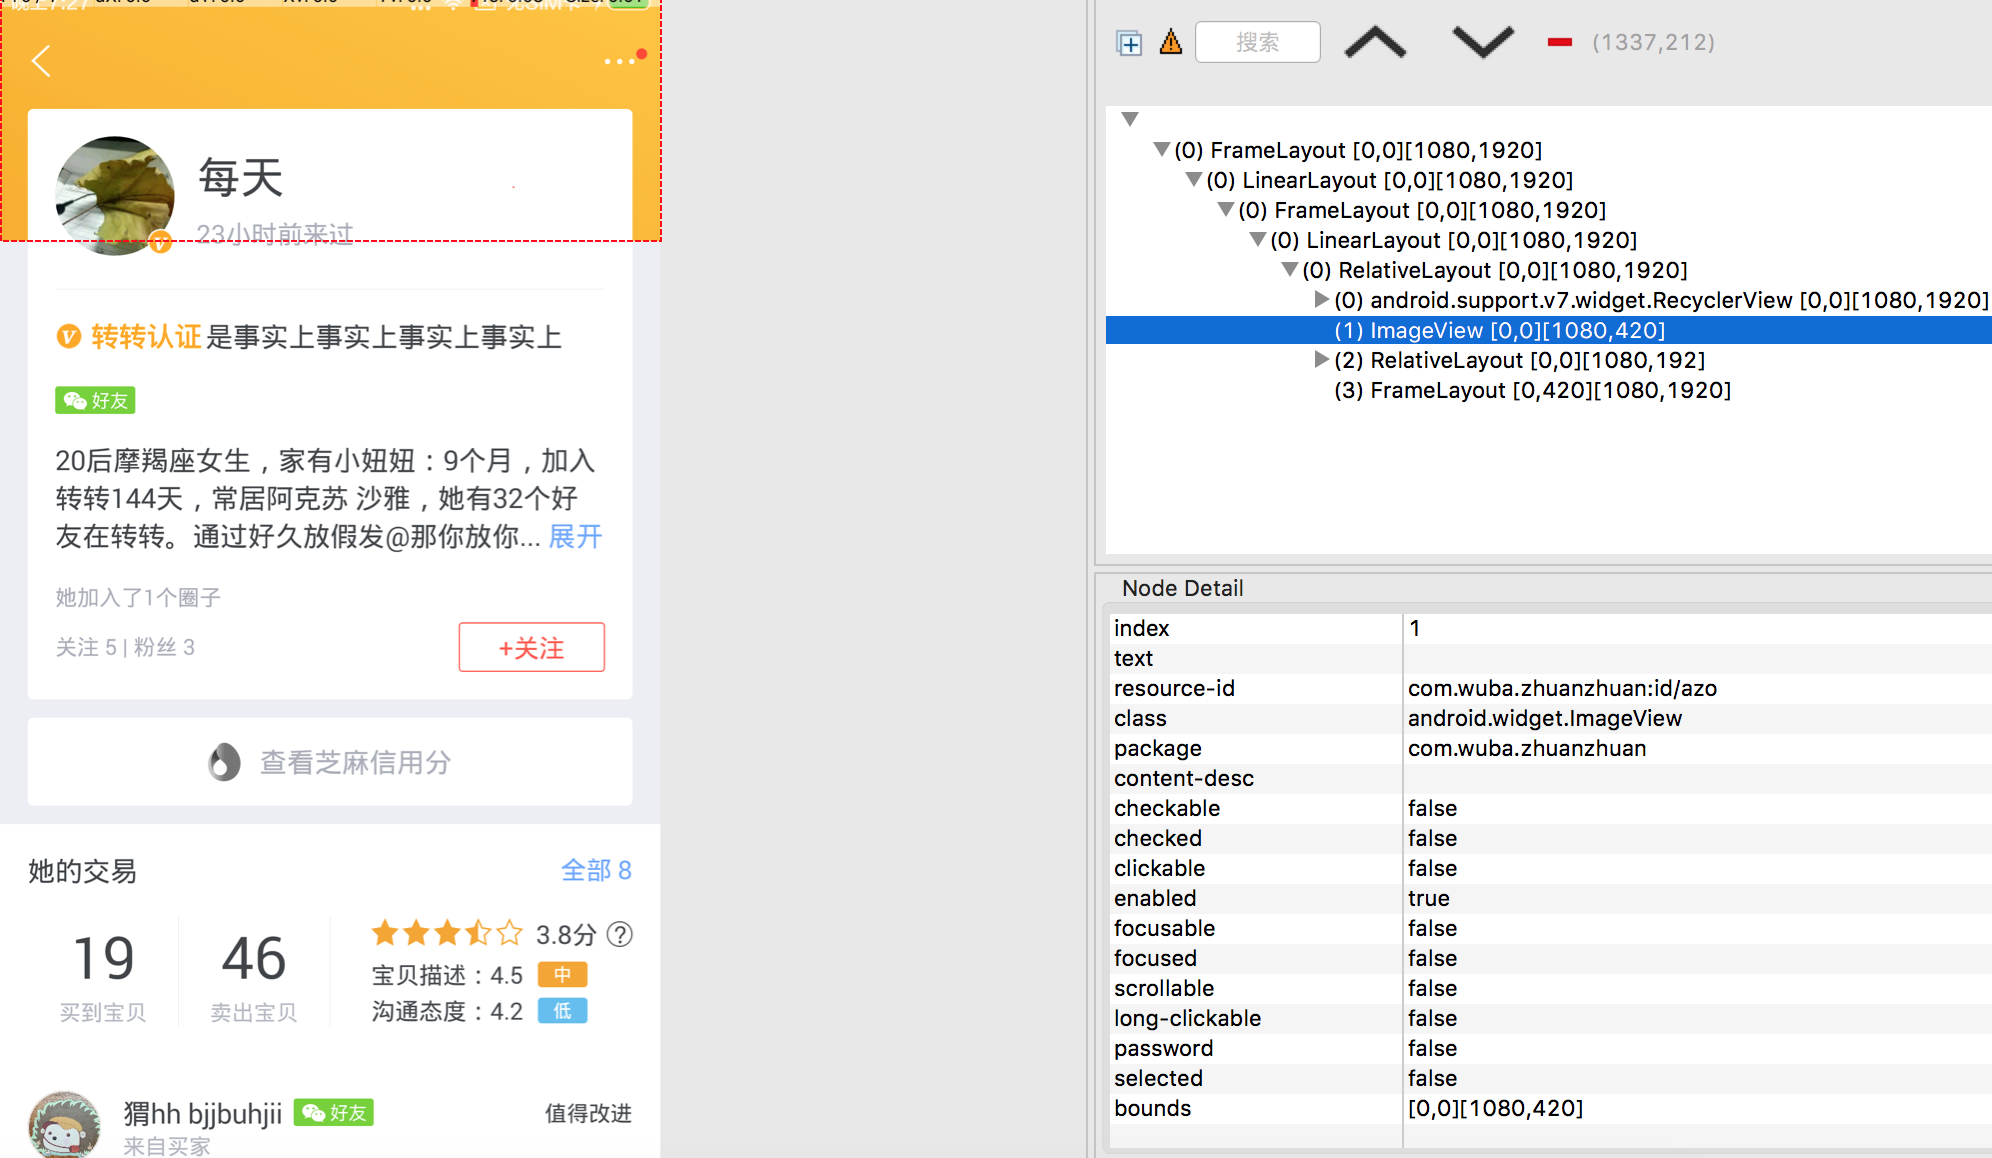 每天
23小时前来过
转转认证 是事实上事实上事实上事实上
好友
20后摩羯座女生，家有小妞妞：9个月，加入
转转144天，常居阿克苏 沙雅，她有32个好
友在转转。通过好久放假发@那你放你... 展开
她加入了1个圈子
关注 5 | 粉丝 3
+关注
查看芝麻信用分
她的交易
全部 8
19
买到宝贝
46
卖出宝贝
3.8分 ?
宝贝描述：4.5 中
沟通态度：4.2 低
猬hh bjjbuhjii 好友
值得改进
来自买家
搜索
(1337,212)
(0) FrameLayout [0,0][1080,1920]
(0) LinearLayout [0,0][1080,1920]
(0) FrameLayout [0,0][1080,1920]
(0) LinearLayout [0,0][1080,1920]
(0) RelativeLayout [0,0][1080,1920]
(0) android.support.v7.widget.RecyclerView [0,0][1080,1920]
(1) ImageView [0,0][1080,420]
(2) RelativeLayout [0,0][1080,192]
(3) FrameLayout [0,420][1080,1920]
Node Detail
index 1
text
resource-id com.wuba.zhuanzhuan:id/azo
class android.widget.ImageView
package com.wuba.zhuanzhuan
content-desc
checkable false
checked false
clickable false
enabled true
focusable false
focused false
scrollable false
long-clickable false
password false
selected false
bounds [0,0][1080,420]